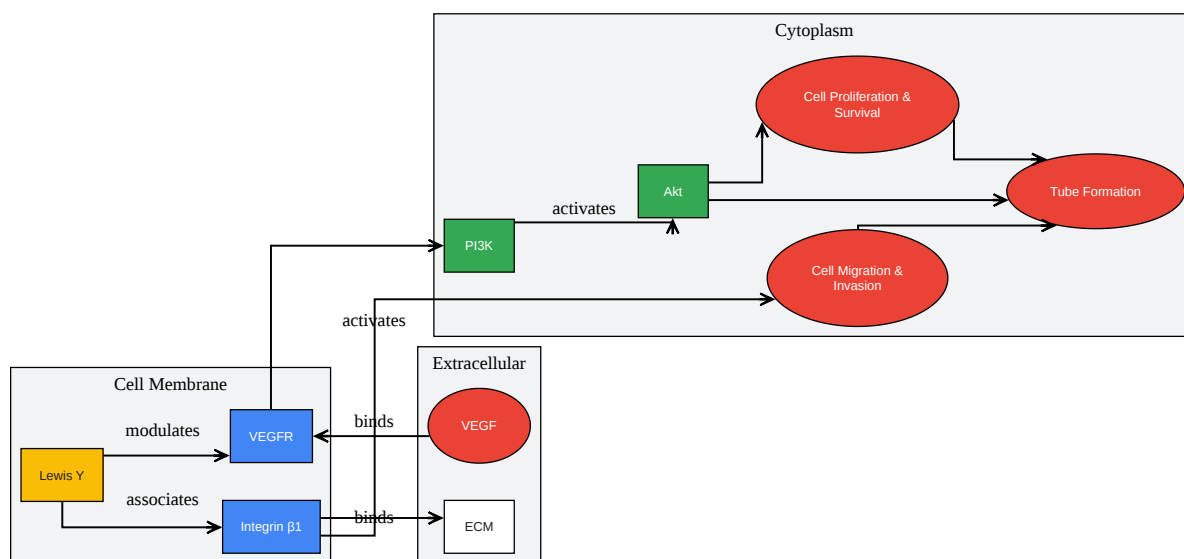 Cytoplasm
Cell Proliferation &
Survival
Akt
Tube Formation
activates
PI3K
Cell Migration &
Invasion
activates
Extracellular
Cell Membrane
binds
VEGF
modulates
VEGFR
Lewis Y
associates
Integrin β1
binds
ECM